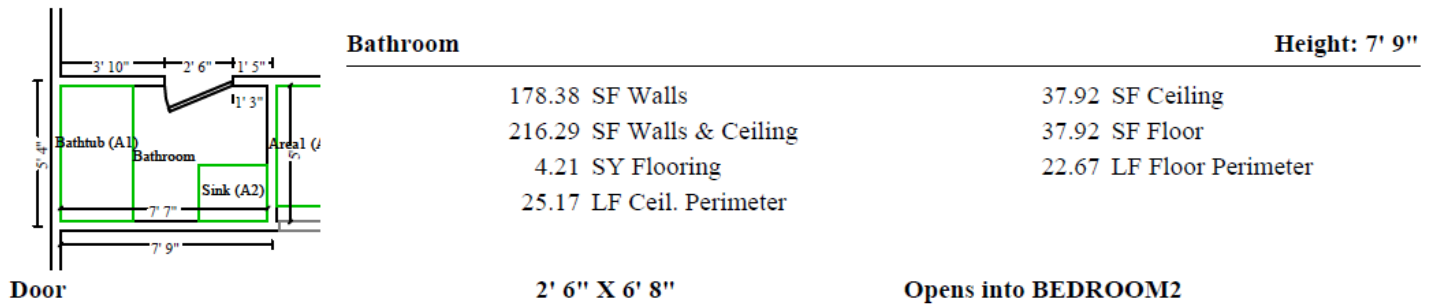 Bathroom
Height: 7' 9"
3' 10"
2' 6"
1' 5"
1' 3"
178.38 SF Walls
37.92 SF Ceiling
216.29 SF Walls & Ceiling
37.92 SF Floor
4.21 SY Flooring
22.67 LF Floor Perimeter
25.17 LF Ceil. Perimeter
5' 4"
Bathtub (A1)
Bathroom
Area1 (A
5'
Sink (A2)
7' 7"
7' 9"
Door
2' 6" X 6' 8"
Opens into BEDROOM2